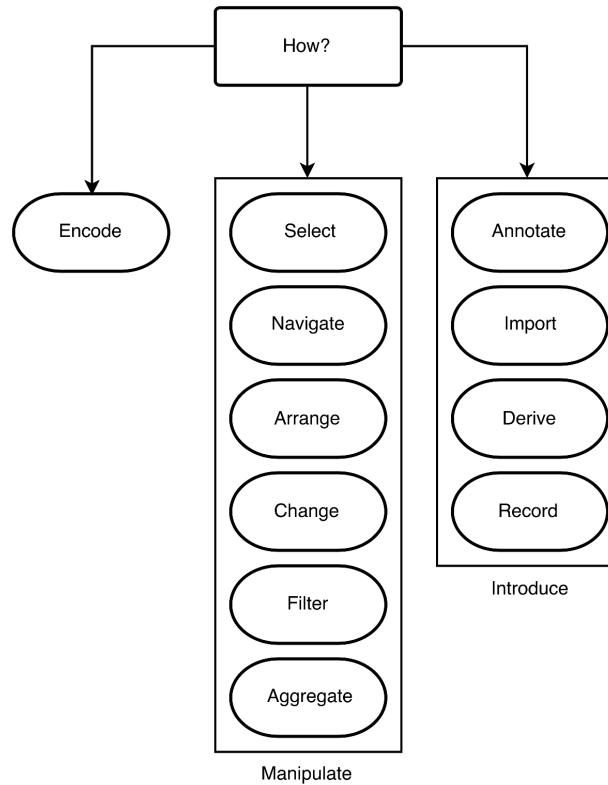 How?
Encode
Select
Navigate
Arrange
Change
Filter
Aggregate
Manipulate
Annotate
Import
Derive
Record
Introduce